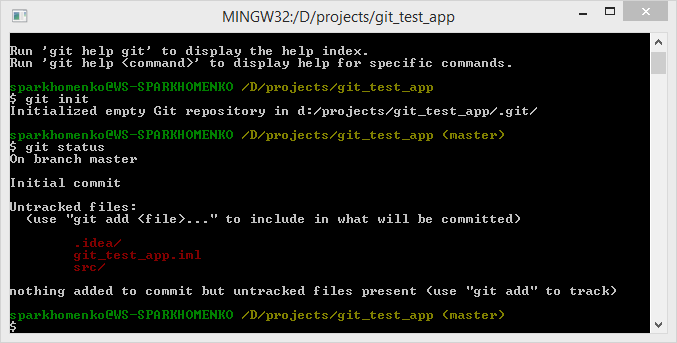 MINGW32:/D/projects/git_test_app
Run 'git help git' to display the help index.
Run 'git help <command>' to display help for specific commands.
sparkhomenko@WS-SPARKHOMENKO /D/projects/git_test_app
$ git init
Initialized empty Git repository in d:/projects/git_test_app/.git/
sparkhomenko@WS-SPARKHOMENKO /D/projects/git_test_app (master)
$ git status
On branch master
Initial commit
Untracked files:
(use "git add <file>..." to include in what will be committed)
.idea/
git_test_app.iml
src/
nothing added to commit but untracked files present (use "git add" to track)
sparkhomenko@WS-SPARKHOMENKO /D/projects/git_test_app (master)
$